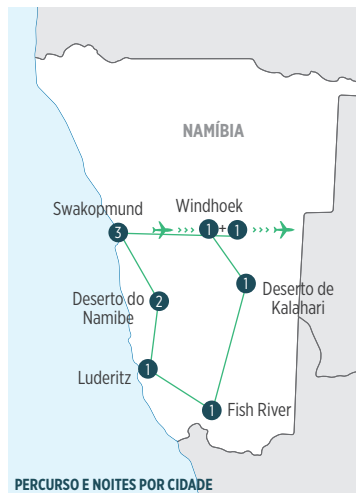 NAMÍBIA
Swakopmund
Windhoek
3
1 + 1
Deserto do
Namibe
2
1
Deserto de
Kalahari
Luderitz
1
1
Fish River
PERCURSO E NOITES POR CIDADE